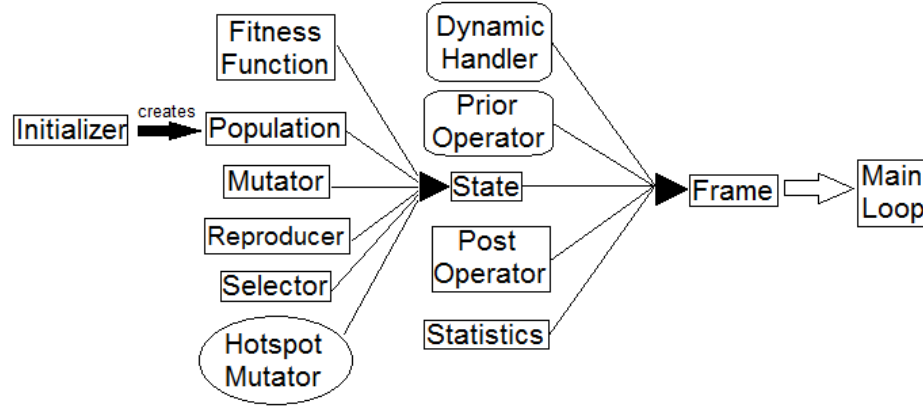 Fitness
Function
Dynamic
Handler
creates
Initializer
Population
Prior
Operator
Mutator
State
Frame
Main
Loop
Reproducer
Post
Operator
Selector
Statistics
Hotspot
Mutator